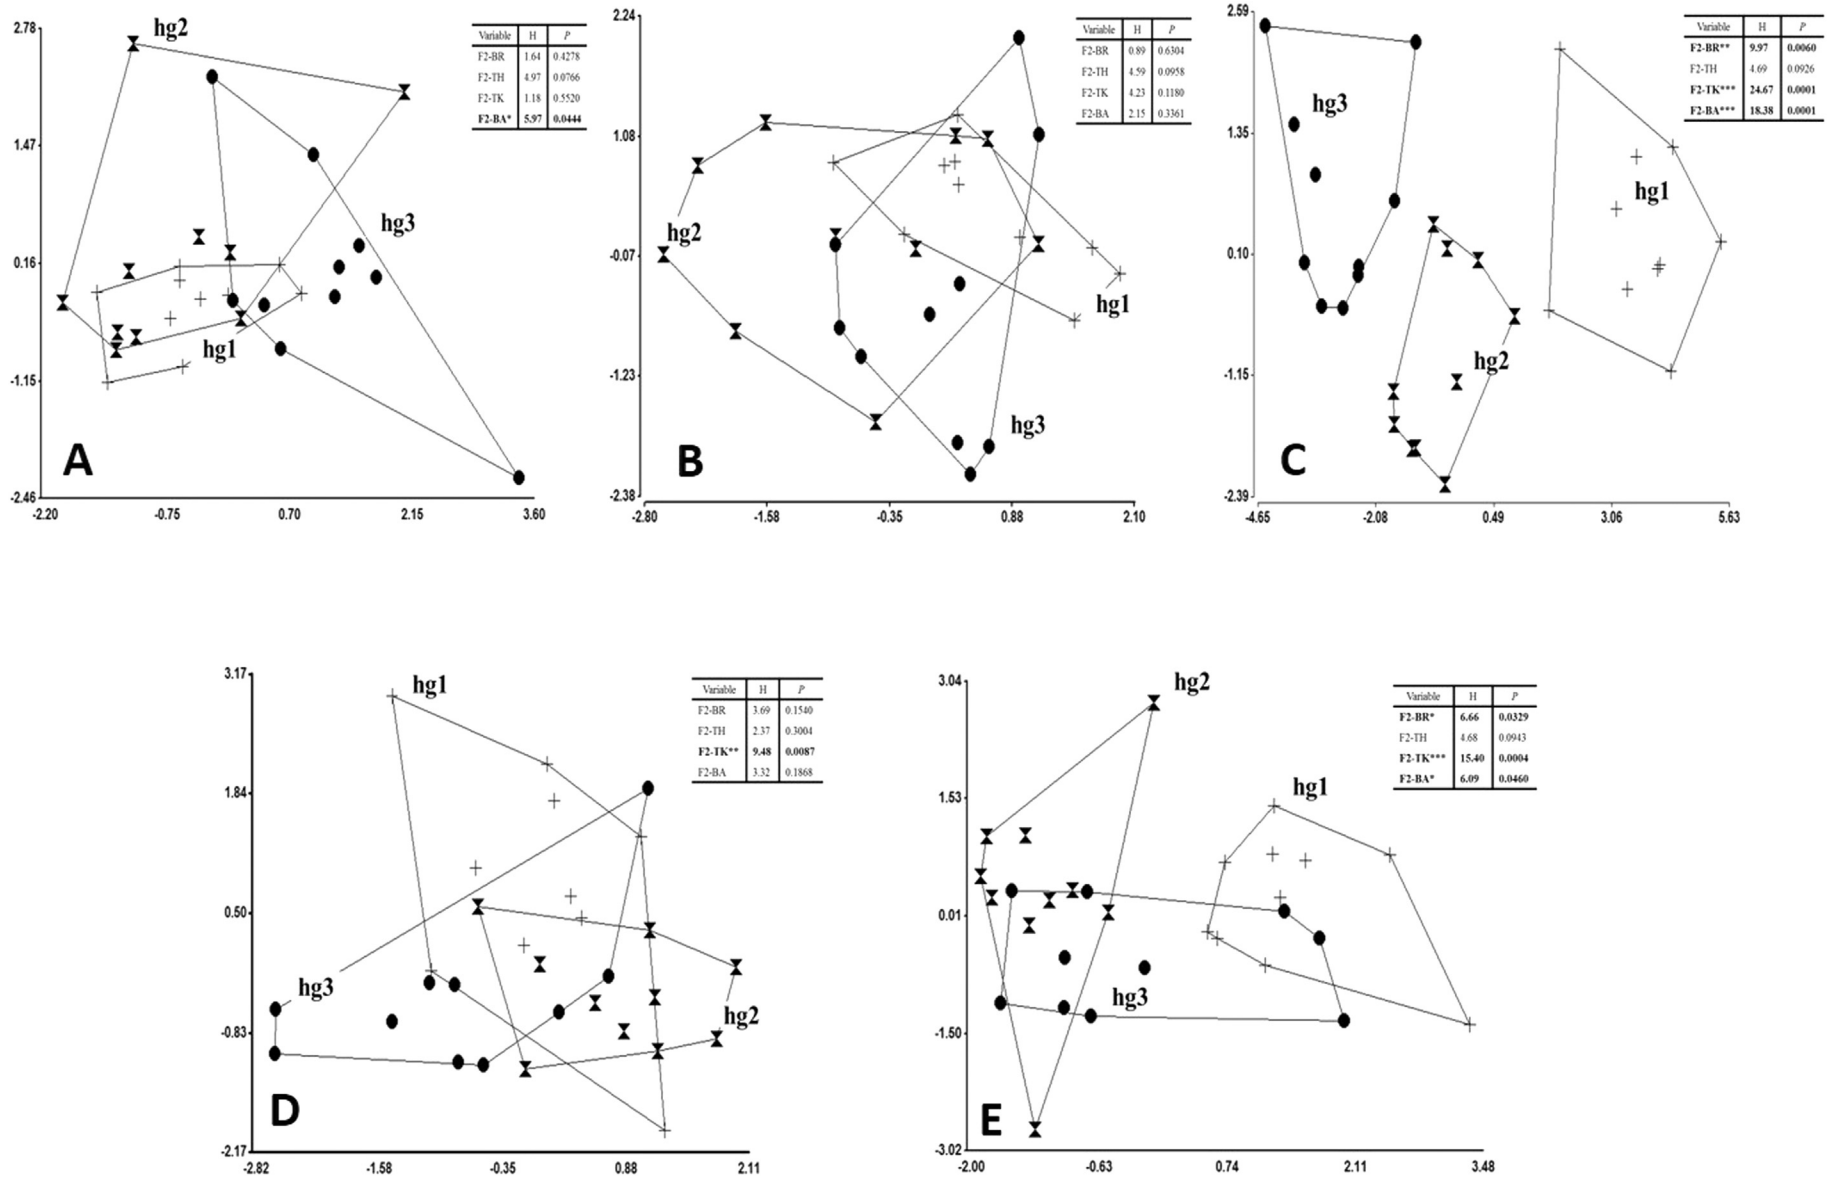 2.78
1.47
0.16
-1.15
-2.46
-2.20 -0.75 0.70 2.15 3.60
hg2
hg3
hg1
A
Variable H P
F2-BR 1.64 0.4278
F2-TH 4.97 0.0766
F2-TK 1.18 0.5520
F2-BA* 5.97 0.0444
2.24
1.08
-0.07
-1.23
-2.38
-2.80 -1.58 -0.35 0.88 2.10
hg2
hg1
hg3
B
Variable H P
F2-BR 0.89 0.6304
F2-TH 4.59 0.0958
F2-TK 4.23 0.1180
F2-BA 2.15 0.3361
2.59
1.35
0.10
-1.15
-2.39
-4.65 -2.08 0.49 3.06 5.63
hg3
hg1
hg2
C
Variable H P
F2-BR** 9.97 0.0060
F2-TH 4.69 0.0926
F2-TK*** 24.67 0.0001
F2-BA*** 18.38 0.0001
3.17
1.84
0.50
-0.83
-2.17
-2.82 -1.58 -0.35 0.88 2.11
hg1
hg3
hg2
D
Variable H P
F2-BR 3.69 0.1540
F2-TH 2.37 0.3004
F2-TK** 9.48 0.0087
F2-BA 3.32 0.1868
3.04
1.53
0.01
-1.50
-3.02
-2.00 -0.63 0.74 2.11 3.48
hg2
hg1
hg3
E
Variable H P
F2-BR* 6.66 0.0329
F2-TH 4.68 0.0943
F2-TK*** 15.40 0.0004
F2-BA* 6.09 0.0460